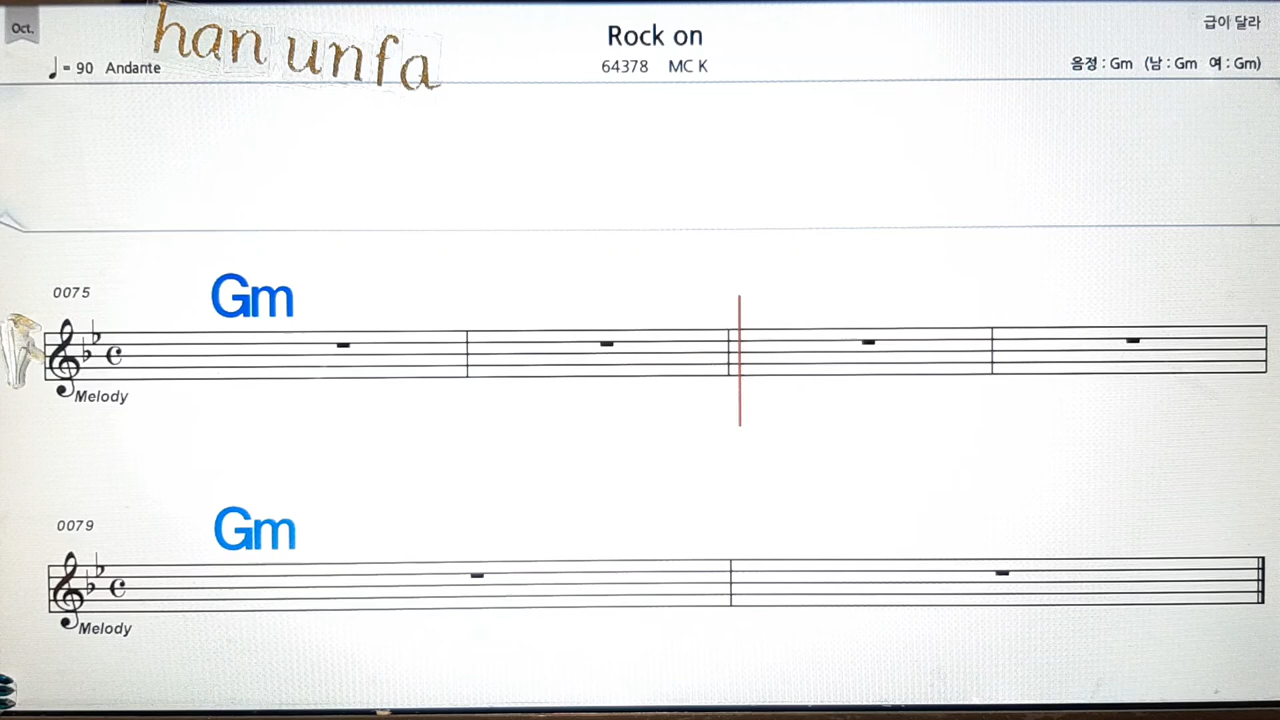 Oct.
han unfa
Rock on
급이 달라
♩= 90 Andante
64378 MC K
음정 : Gm (남 : Gm 여 : Gm)
0075
Gm
Melody
0079
Gm
Melody